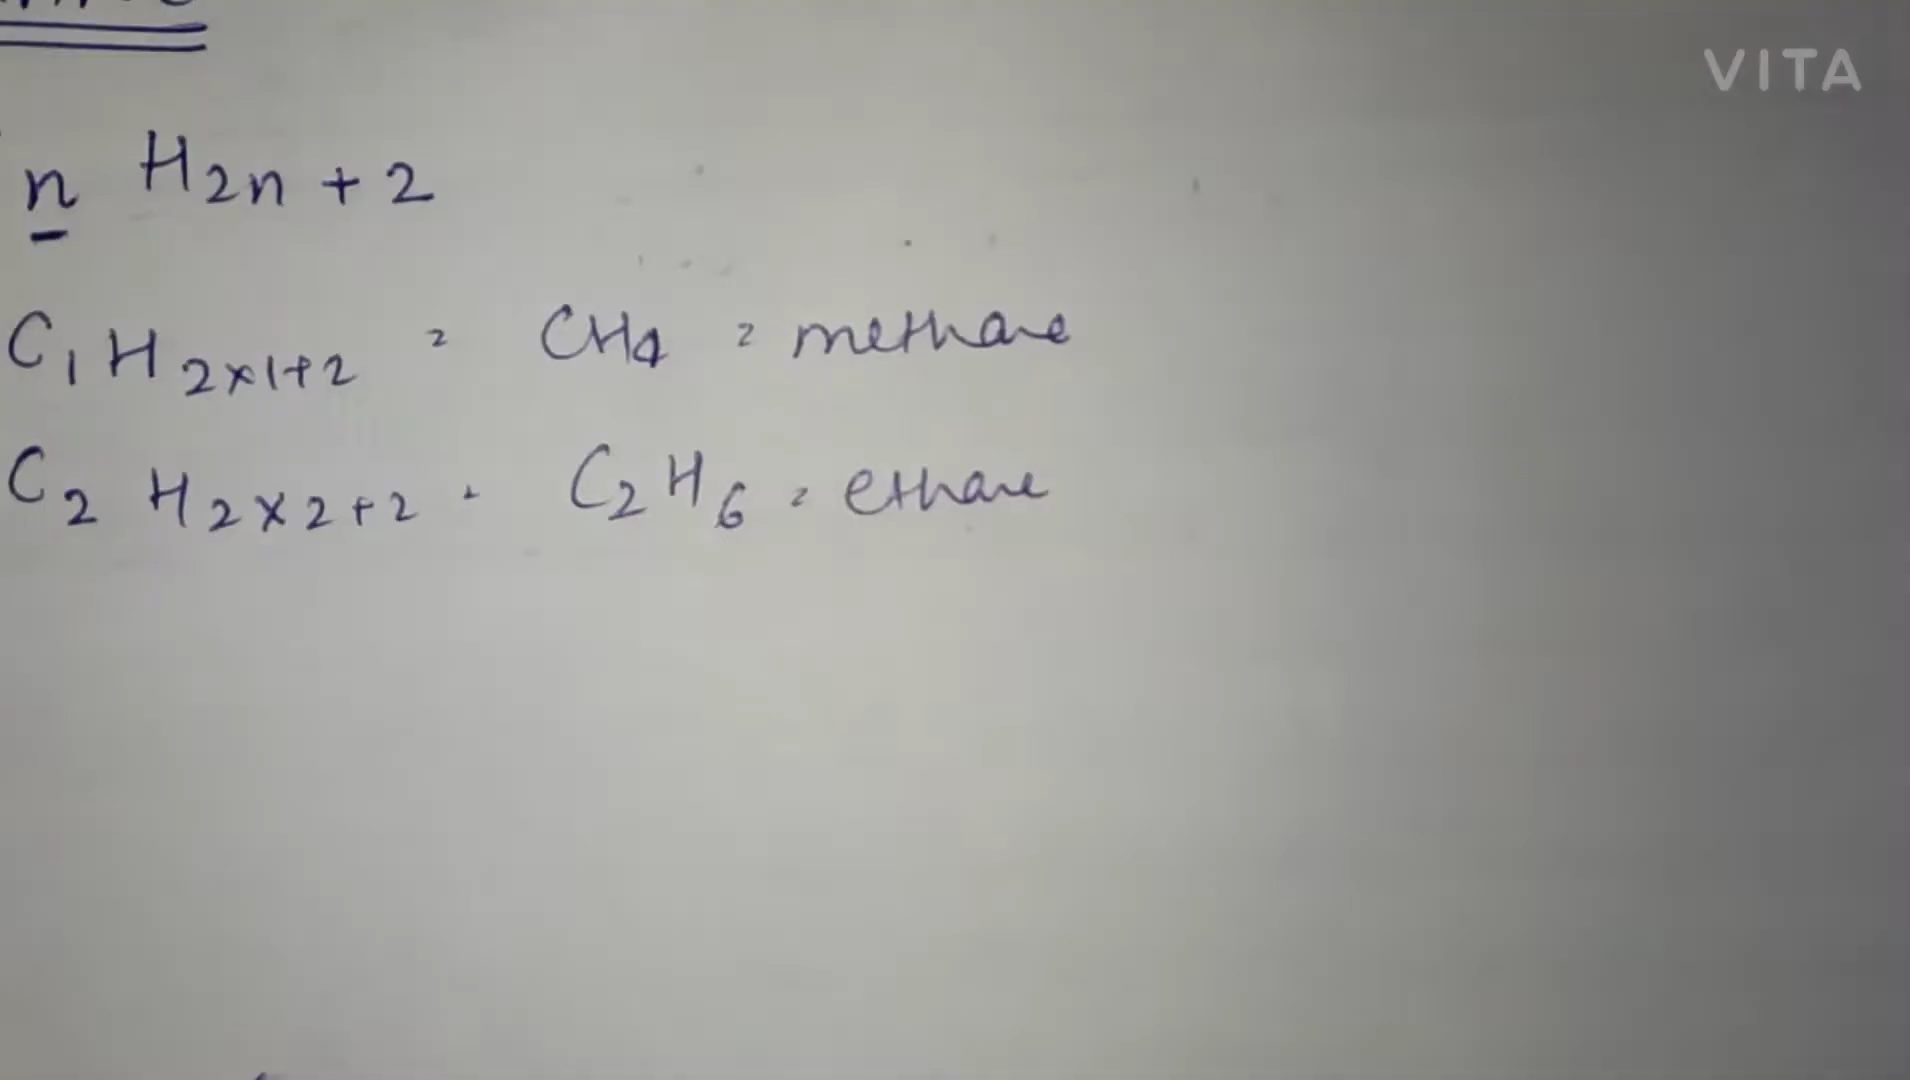 VITA
n H2n + 2
C1 H2×1+2 = CH4 = methane
C2 H2×2+2 = C2H6 = ethane